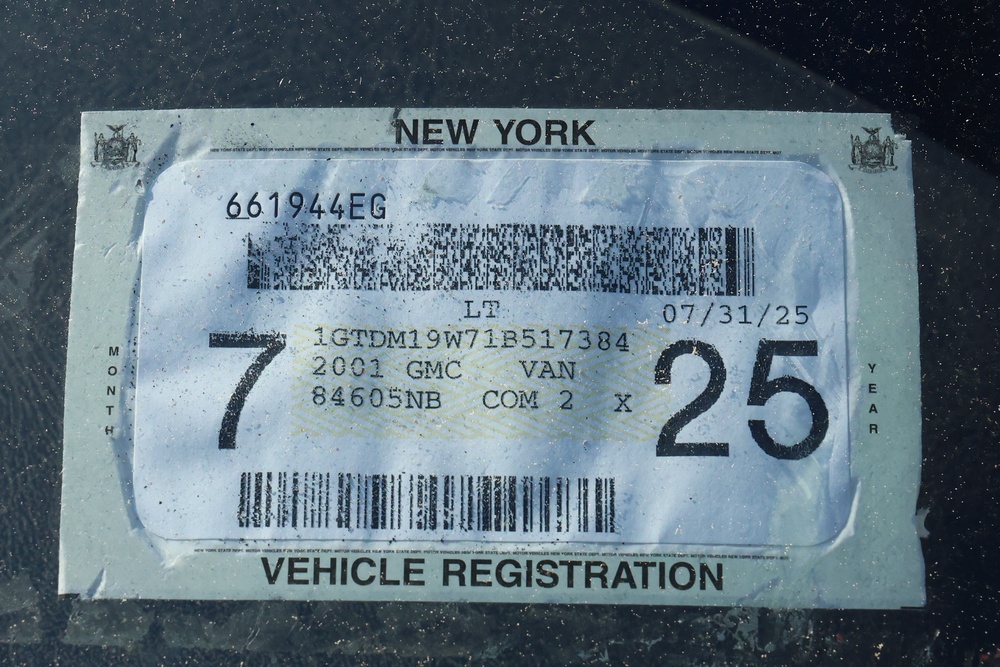 NEW YORK
661944EG
LT
07/31/25
1GTDM19W71B517384
7
2001 GMC VAN
25
84605NB COM 2 X
MONTH
YEAR
VEHICLE REGISTRATION